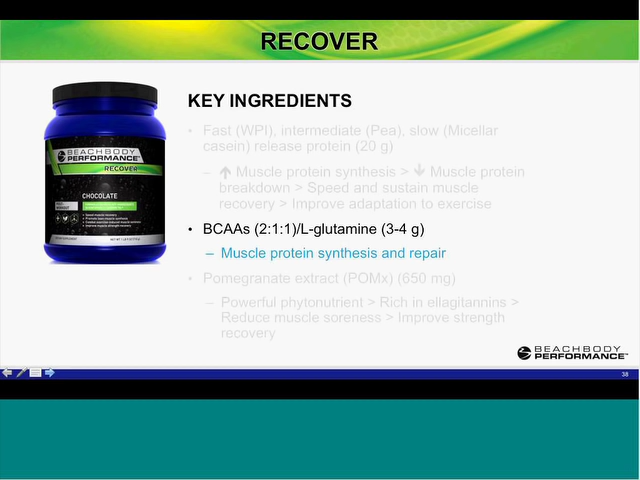 RECOVER
KEY INGREDIENTS
• Fast (WPI), intermediate (Pea), slow (Micellar
casein) release protein (20 g)
– 🡅 Muscle protein synthesis > 🡇 Muscle protein
breakdown > Speed and sustain muscle
recovery > Improve adaptation to exercise
• BCAAs (2:1:1)/L-glutamine (3-4 g)
– Muscle protein synthesis and repair
• Pomegranate extract (POMx) (650 mg)
– Powerful phytonutrient > Rich in ellagitannins >
Reduce muscle soreness > Improve strength
recovery
BEACHBODY
PERFORMANCE
RECOVER
CHOCOLATE
BEACHBODY
PERFORMANCE™
38